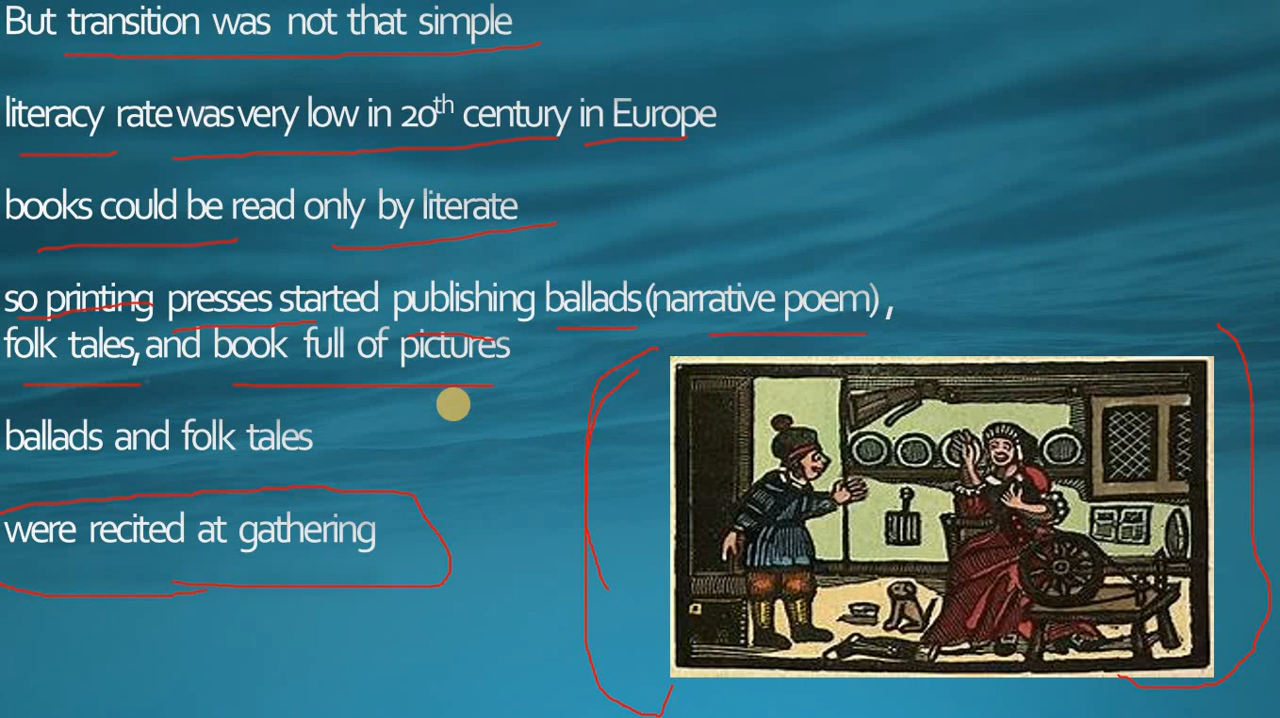 But transition was not that simple
literacy rate was very low in 20th century in Europe
books could be read only by literate
so printing presses started publishing ballads (narrative poem) ,
folk tales, and book full of pictures
ballads and folk tales
were recited at gathering